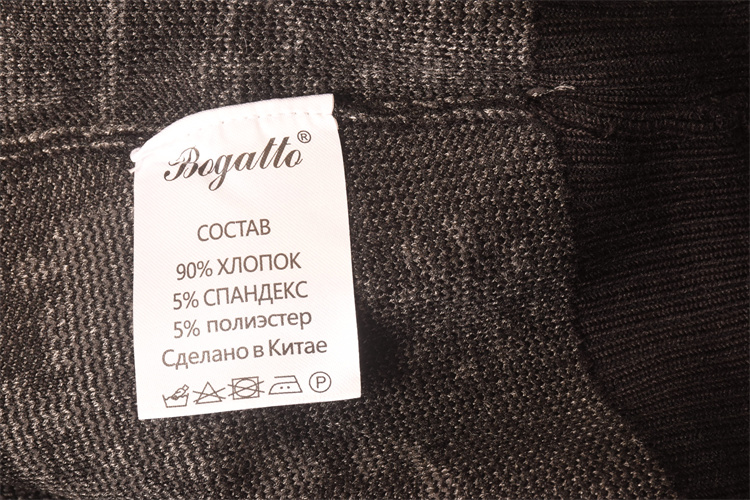 Bogatto®
СОСТАВ
90% ХЛОПОК
5% СПАНДЕКС
5% полиэстер
Сделано в Китае
P